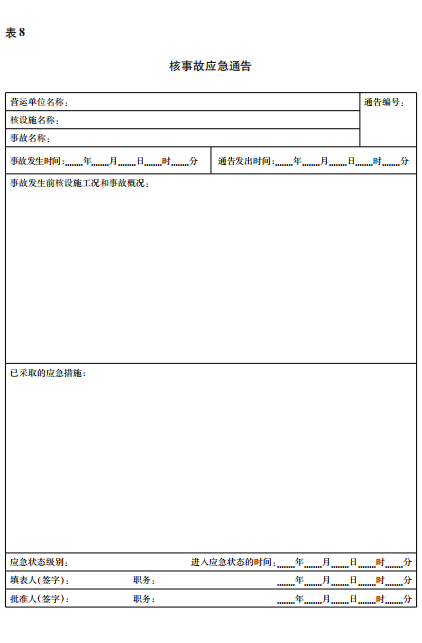 表 8
核事故应急通告
营运单位名称： 通告编号：
核设施名称：
事故名称：
事故发生时间：……年……月……日……时……分 通告发出时间：……年……月……日……时……分
事故发生前核设施工况和事故概况：
已采取的应急措施：
应急状态级别： 进入应急状态的时间：……年……月……日……时……分
填表人(签字)： 职务： ……年……月……日……时……分
批准人(签字)： 职务： ……年……月……日……时……分